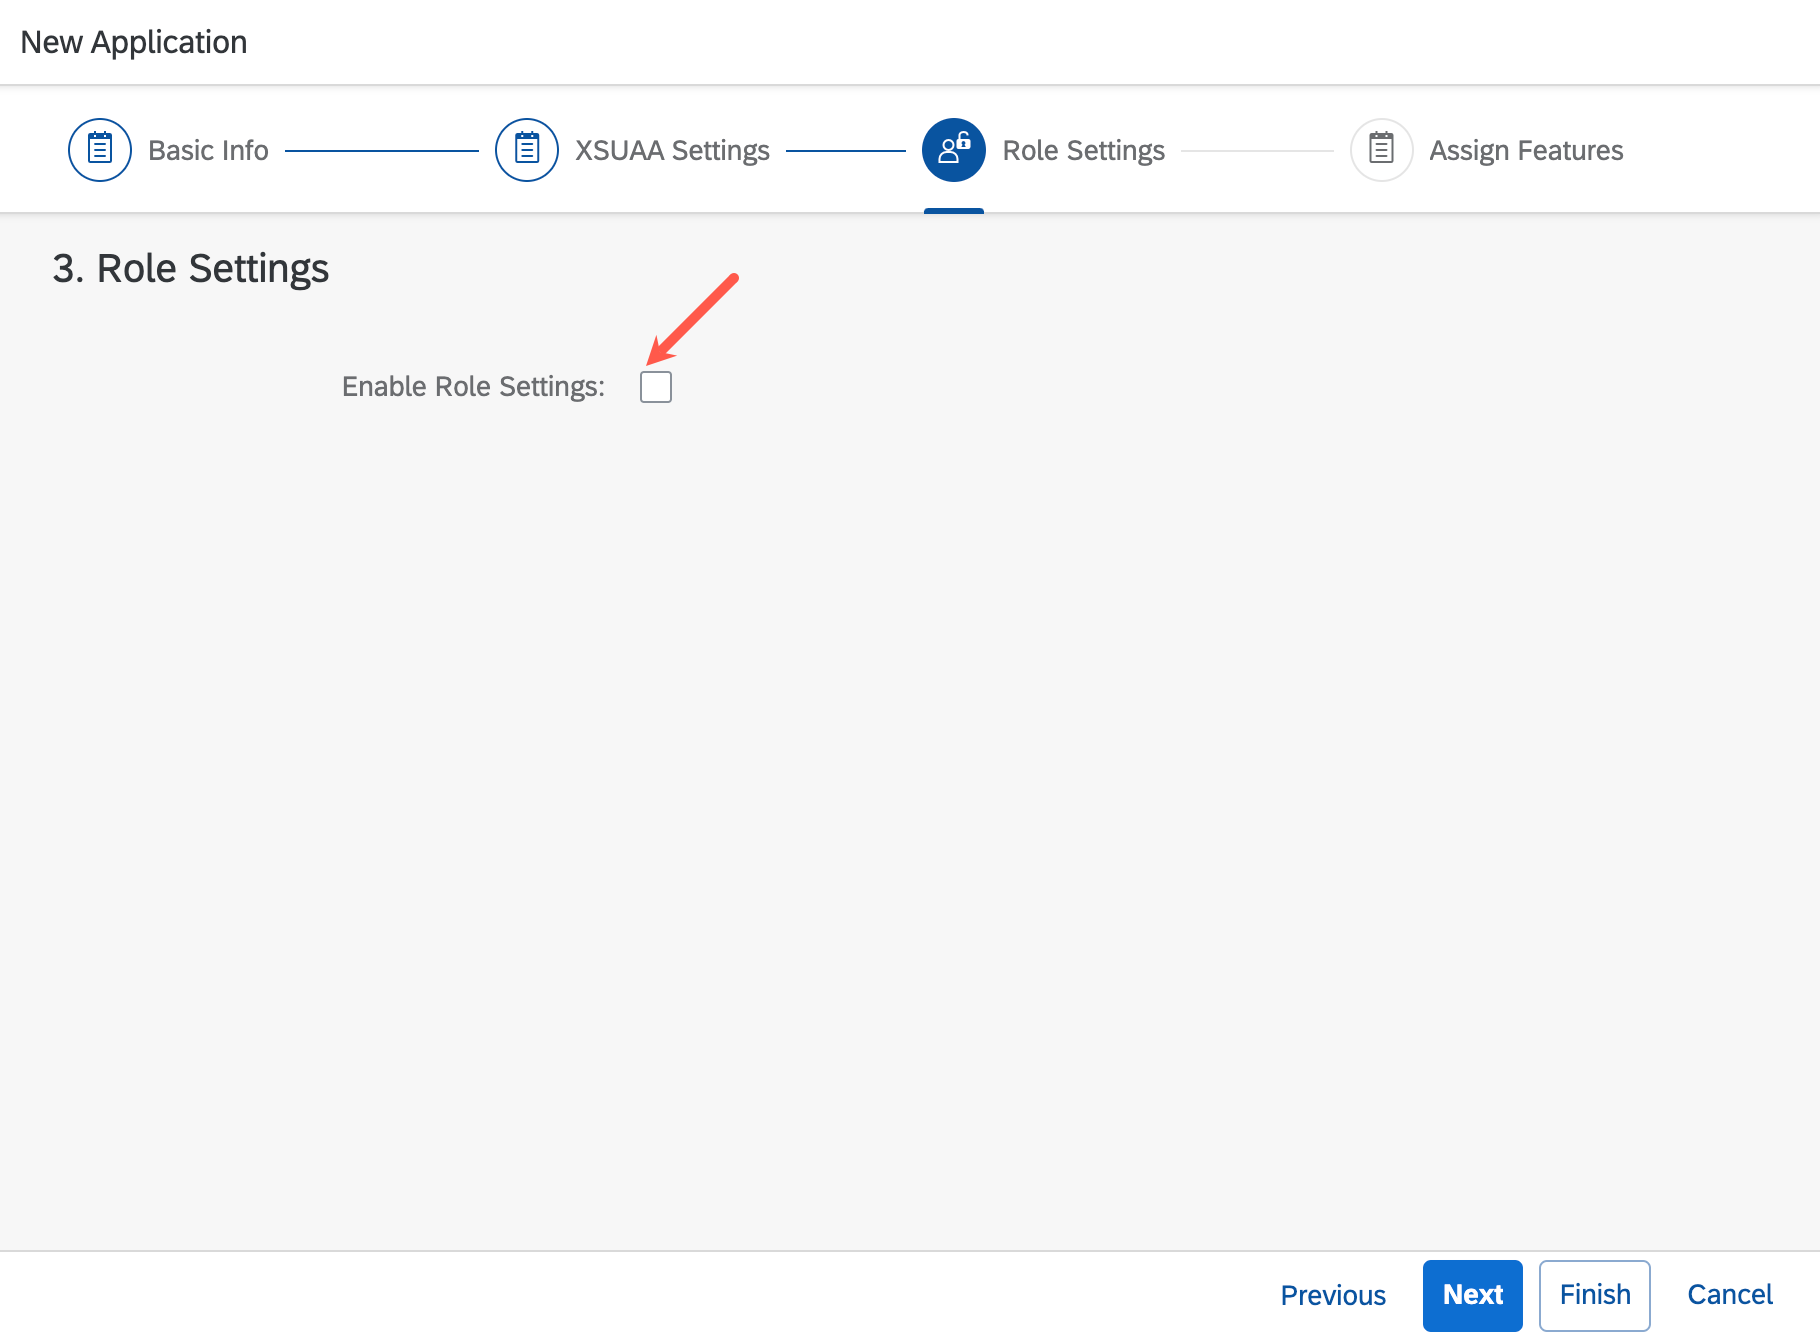 New Application
Basic Info
XSUAA Settings
Role Settings
Assign Features
3. Role Settings
Enable Role Settings:
Previous
Next
Finish
Cancel